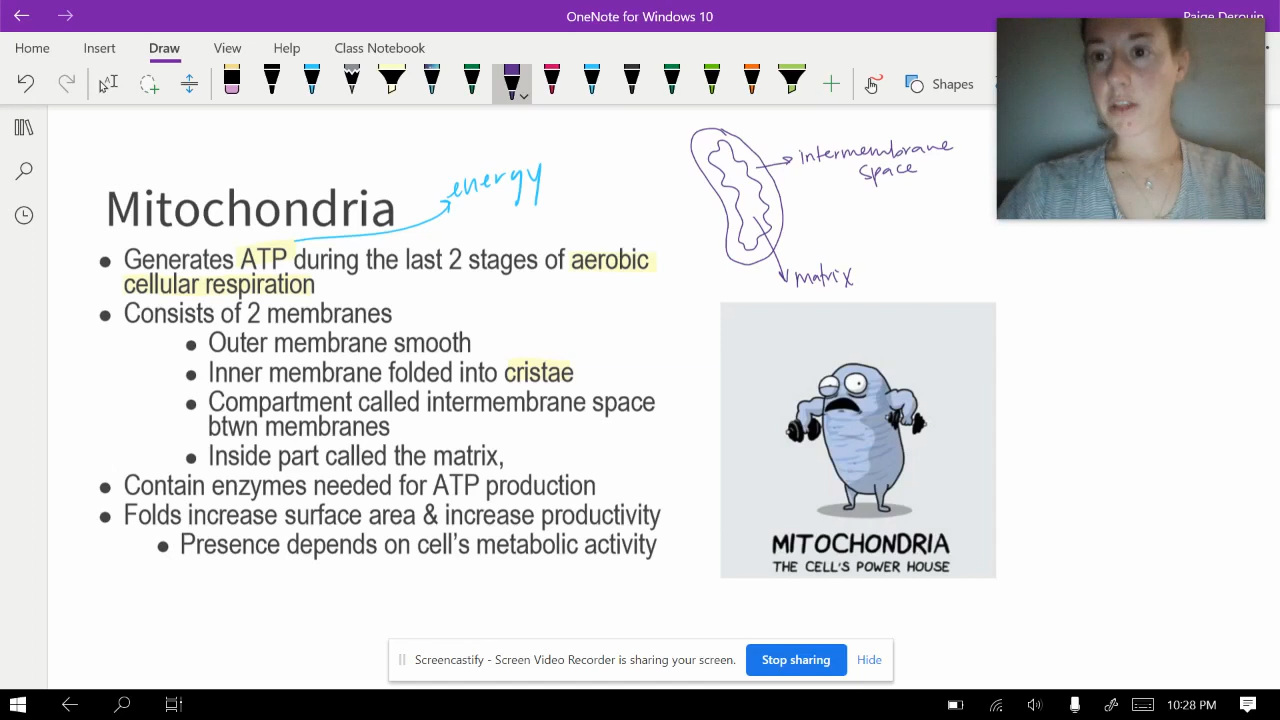 OneNote for Windows 10
Paige Derouin
Home Insert Draw View Help Class Notebook
Shapes
Mitochondria
energy
intermembrane
space
matrix
● Generates ATP during the last 2 stages of aerobic
cellular respiration
● Consists of 2 membranes
● Outer membrane smooth
● Inner membrane folded into cristae
● Compartment called intermembrane space
btwn membranes
● Inside part called the matrix,
● Contain enzymes needed for ATP production
● Folds increase surface area & increase productivity
● Presence depends on cell's metabolic activity
MITOCHONDRIA
THE CELL'S POWER HOUSE
Screencastify - Screen Video Recorder is sharing your screen. Stop sharing Hide
10:28 PM